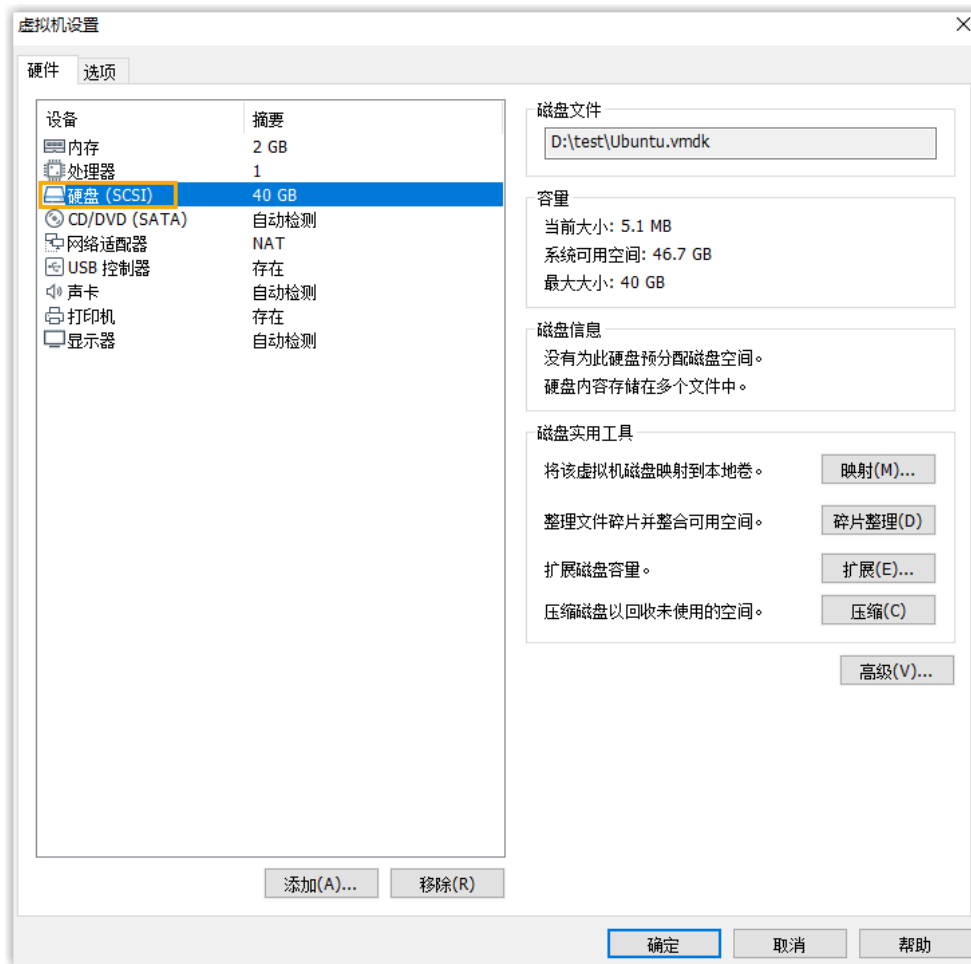 虚拟机设置
硬件 选项
设备 摘要
内存 2 GB
处理器 1
硬盘 (SCSI) 40 GB
CD/DVD (SATA) 自动检测
网络适配器 NAT
USB 控制器 存在
声卡 自动检测
打印机 存在
显示器 自动检测
添加(A)... 移除(R)
磁盘文件
D:\test\Ubuntu.vmdk
容量
当前大小: 5.1 MB
系统可用空间: 46.7 GB
最大大小: 40 GB
磁盘信息
没有为此硬盘预分配磁盘空间。
硬盘内容存储在多个文件中。
磁盘实用工具
将该虚拟机磁盘映射到本地卷。 映射(M)...
整理文件碎片并整合可用空间。 碎片整理(D)
扩展磁盘容量。 扩展(E)...
压缩磁盘以回收未使用的空间。 压缩(C)
高级(V)...
确定 取消 帮助